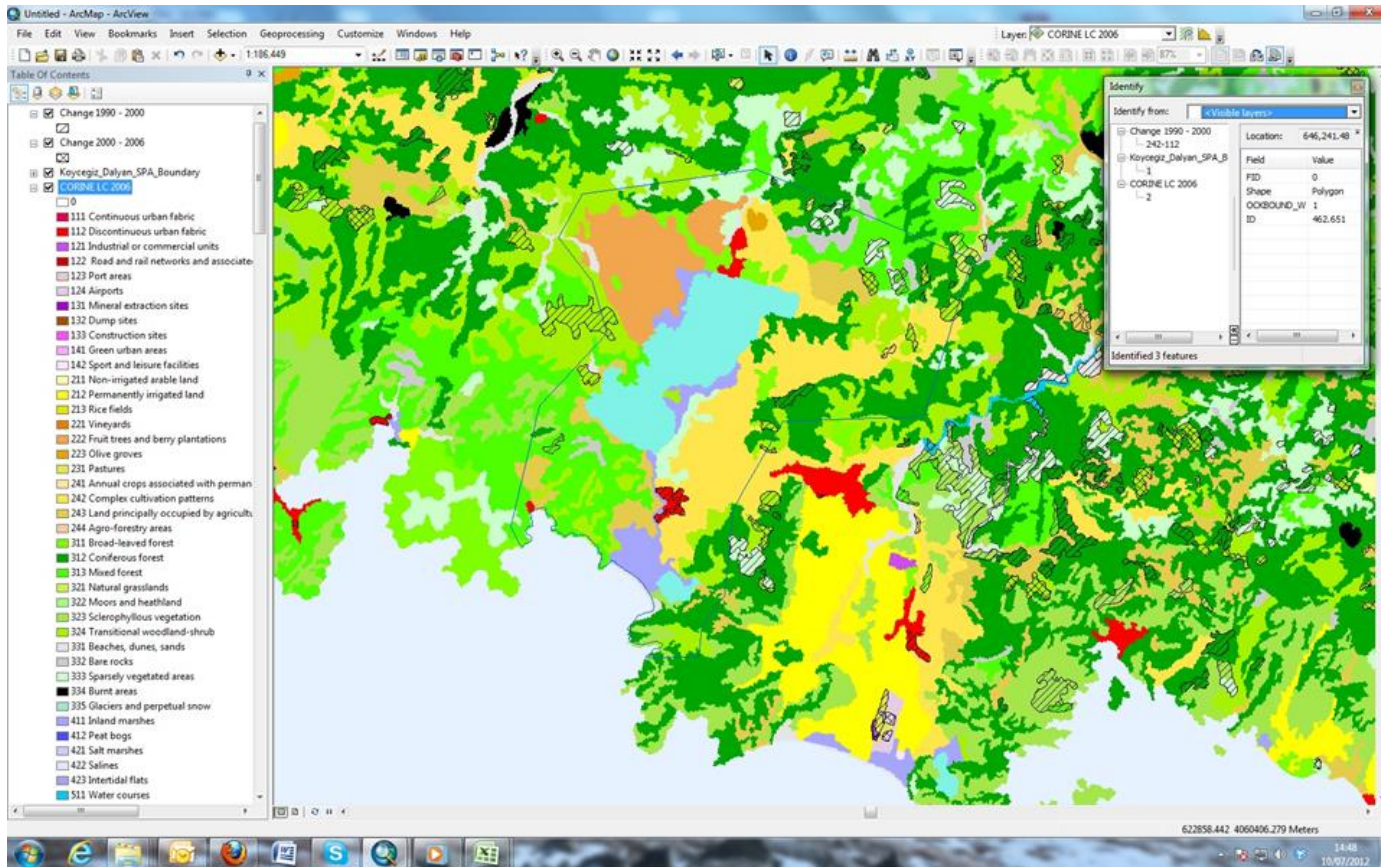 Untitled - ArcMap - ArcView
File Edit View Bookmarks Insert Selection Geoprocessing Customize Windows Help
Layer: CORINE LC 2006
1:186.449
87%
Table Of Contents
Change 1990 - 2000
Change 2000 - 2006
Koycegiz_Dalyan_SPA_Boundary
CORINE LC 2006
0
111 Continuous urban fabric
112 Discontinuous urban fabric
121 Industrial or commercial units
122 Road and rail networks and associate
123 Port areas
124 Airports
131 Mineral extraction sites
132 Dump sites
133 Construction sites
141 Green urban areas
142 Sport and leisure facilities
211 Non-irrigated arable land
212 Permanently irrigated land
213 Rice fields
221 Vineyards
222 Fruit trees and berry plantations
223 Olive groves
231 Pastures
241 Annual crops associated with perman
242 Complex cultivation patterns
243 Land principally occupied by agricultu
244 Agro-forestry areas
311 Broad-leaved forest
312 Coniferous forest
313 Mixed forest
321 Natural grasslands
322 Moors and heathland
323 Sclerophyllous vegetation
324 Transitional woodland-shrub
331 Beaches, dunes, sands
332 Bare rocks
333 Sparsely vegetated areas
334 Burnt areas
335 Glaciers and perpetual snow
411 Inland marshes
412 Peat bogs
421 Salt marshes
422 Salines
423 Intertidal flats
511 Water courses
Identify
Identify from: <Visible layers>
Change 1990 - 2000
242-112
Koycegiz_Dalyan_SPA_B
1
CORINE LC 2006
2
Location: 646,241.48
Field Value
FID 0
Shape Polygon
OCKBOUND_W 1
ID 462.651
Identified 3 features
622858.442 4060406.279 Meters
14:48
10/07/2012